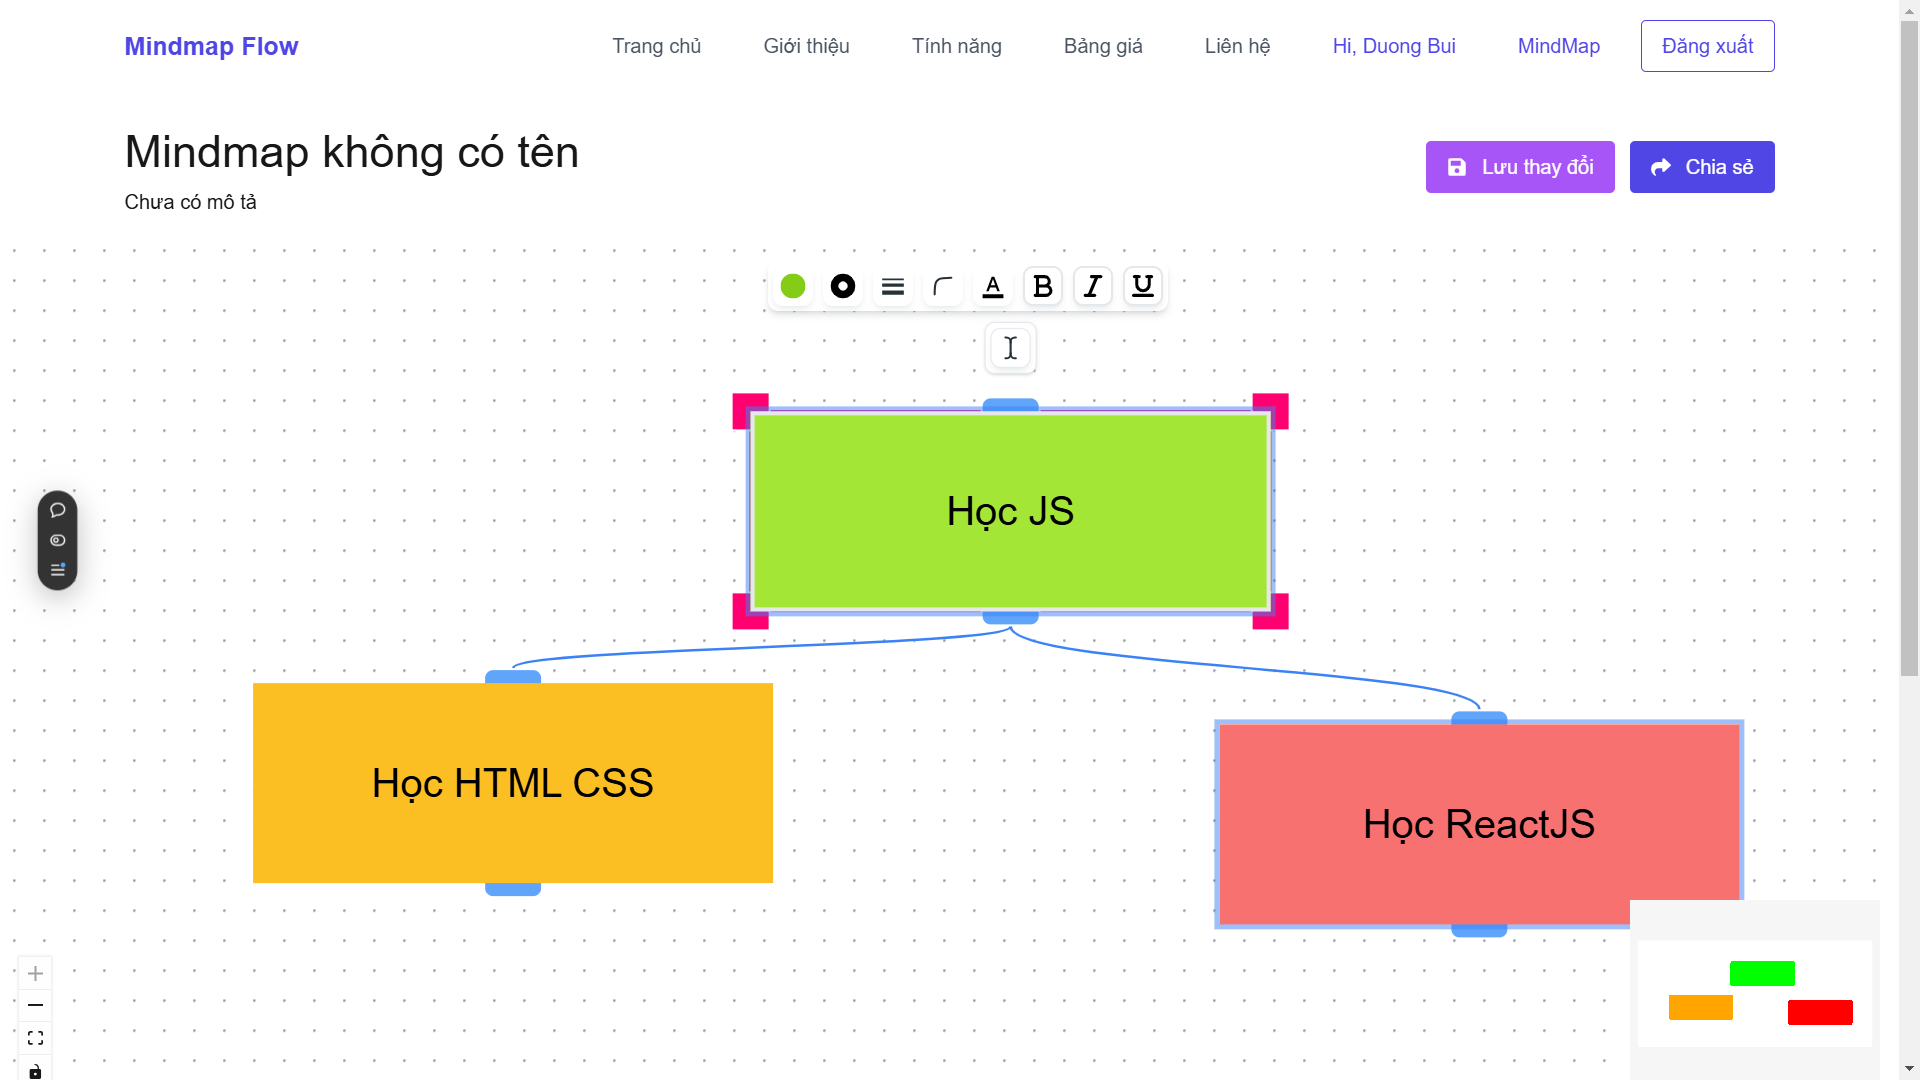 Mindmap Flow
Trang chủ
Giới thiệu
Tính năng
Bảng giá
Liên hệ
Hi, Duong Bui
MindMap
Đăng xuất
Mindmap không có tên
Chưa có mô tả
Lưu thay đổi
Chia sẻ
A B I U
Học JS
Học HTML CSS
Học ReactJS